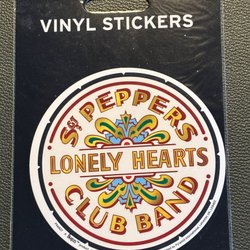 VINYL STICKERS
Sgt PEPPERS
LONELY HEARTS
CLUB BAND